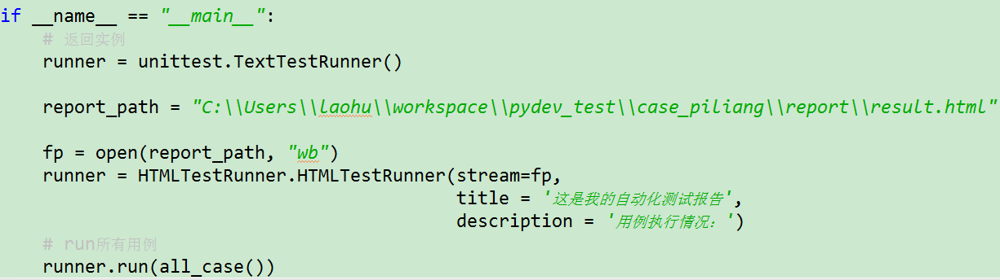 if __name__ == "__main__":
    # 返回实例
    runner = unittest.TextTestRunner()
    report_path = "C:\\Users\\laohu\\workspace\\pydev_test\\case_piliang\\report\\result.html"
    fp = open(report_path, "wb")
    runner = HTMLTestRunner.HTMLTestRunner(stream=fp,
                                           title = '这是我的自动化测试报告',
                                           description = '用例执行情况：')
    # run所有用例
    runner.run(all_case())